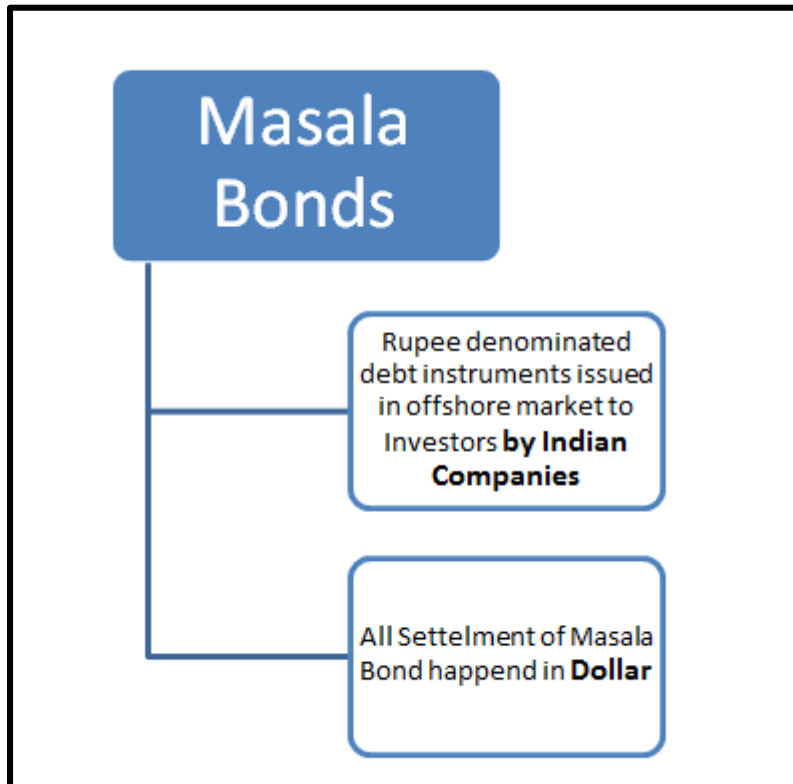 Masala
Bonds
Rupee denominated
debt instruments issued
in offshore market to
Investors by Indian
Companies
All Settelment of Masala
Bond happend in Dollar